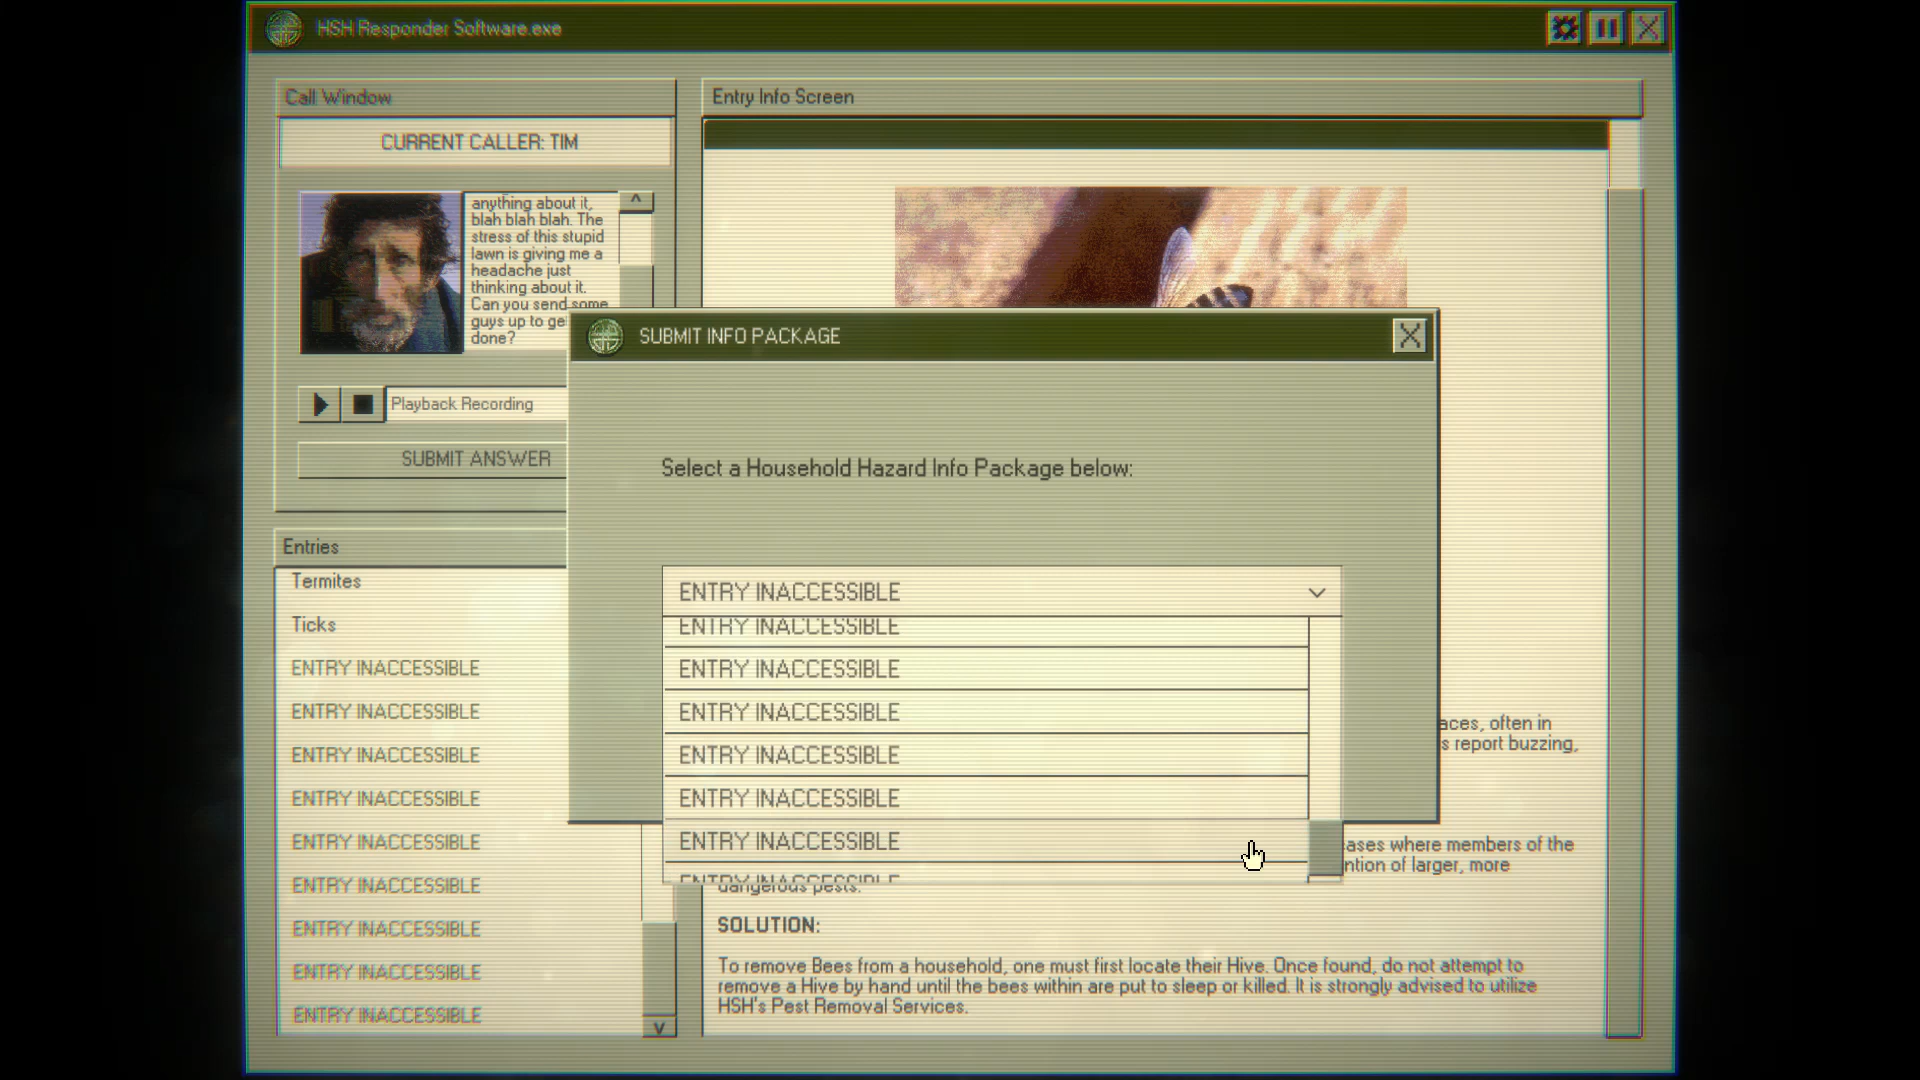 HSH Responder Software.exe
Call Window
CURRENT CALLER: TIM
anything about it,
blah blah blah. The
stress of this stupid
lawn is giving me a
headache just
thinking about it.
Can you send some
guys up to ge
done?
Playback Recording
SUBMIT ANSWER
Entries
Termites
Ticks
ENTRY INACCESSIBLE
ENTRY INACCESSIBLE
ENTRY INACCESSIBLE
ENTRY INACCESSIBLE
ENTRY INACCESSIBLE
ENTRY INACCESSIBLE
ENTRY INACCESSIBLE
ENTRY INACCESSIBLE
ENTRY INACCESSIBLE
Entry Info Screen
SUBMIT INFO PACKAGE
Select a Household Hazard Info Package below:
ENTRY INACCESSIBLE
ENTRY INACCESSIBLE
ENTRY INACCESSIBLE
ENTRY INACCESSIBLE
ENTRY INACCESSIBLE
ENTRY INACCESSIBLE
ENTRY INACCESSIBLE
ENTRY INACCESSIBLE
aces, often in
s report buzzing,
cases where members of the
ntion of larger, more
dangerous pests.
SOLUTION:
To remove Bees from a household, one must first locate their Hive. Once found, do not attempt to
remove a Hive by hand until the bees within are put to sleep or killed. It is strongly advised to utilize
HSH's Pest Removal Services.